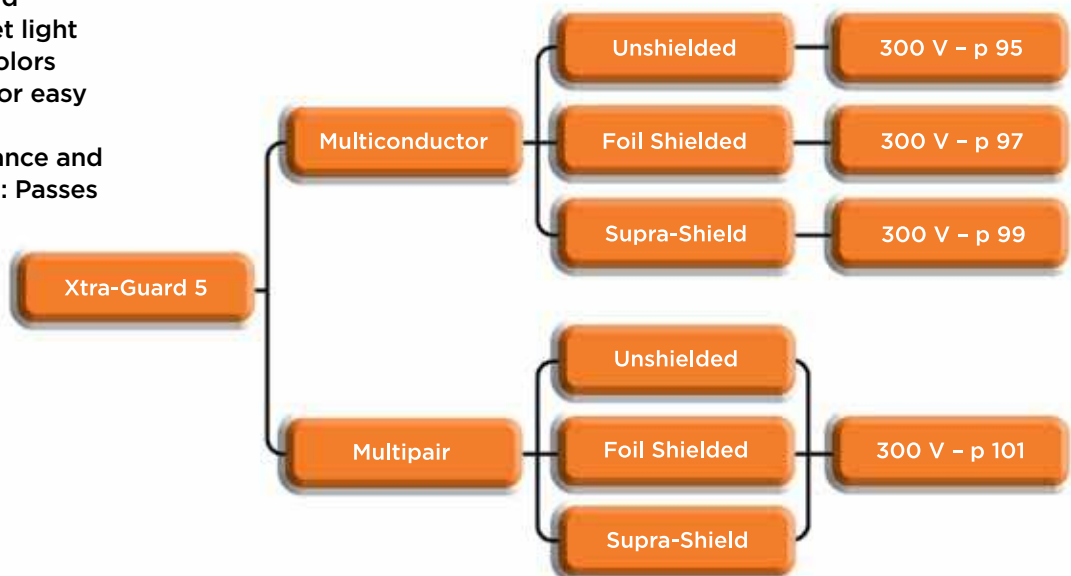 et light
olors
or easy
ance and
: Passes
Xtra-Guard 5
Multiconductor
Unshielded
300 V – p 95
Foil Shielded
300 V – p 97
Supra-Shield
300 V – p 99
Multipair
Unshielded
Foil Shielded
Supra-Shield
300 V – p 101